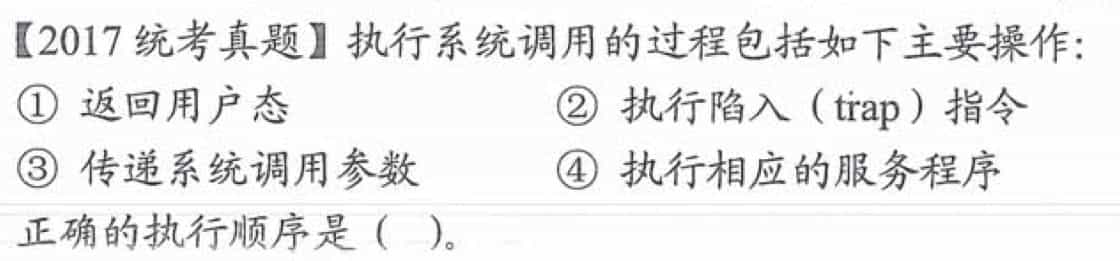 【2017 统考真题】执行系统调用的过程包括如下主要操作:
① 返回用户态 ② 执行陷入(trap)指令
③ 传递系统调用参数 ④ 执行相应的服务程序
正确的执行顺序是( )。